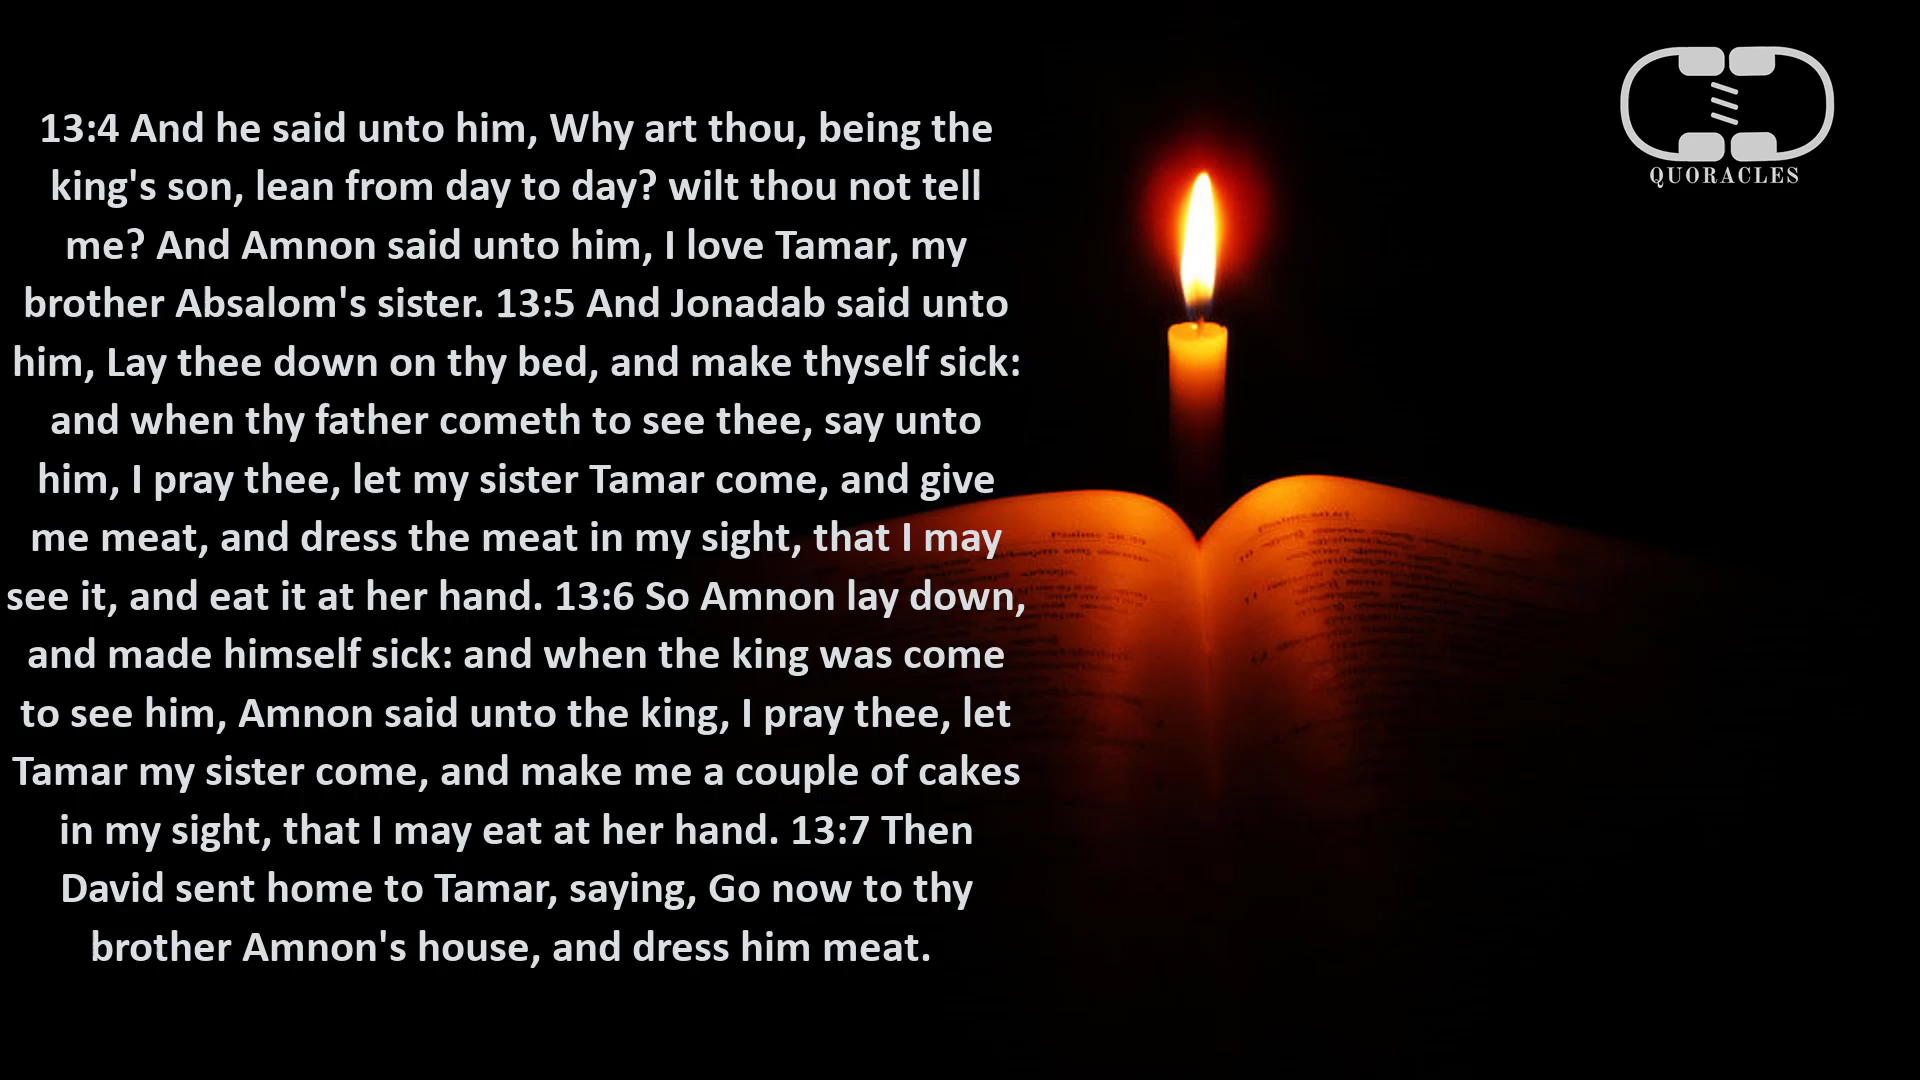 13:4 And he said unto him, Why art thou, being the
king's son, lean from day to day? wilt thou not tell
me? And Amnon said unto him, I love Tamar, my
brother Absalom's sister. 13:5 And Jonadab said unto
him, Lay thee down on thy bed, and make thyself sick:
and when thy father cometh to see thee, say unto
him, I pray thee, let my sister Tamar come, and give
me meat, and dress the meat in my sight, that I may
see it, and eat it at her hand. 13:6 So Amnon lay down,
and made himself sick: and when the king was come
to see him, Amnon said unto the king, I pray thee, let
Tamar my sister come, and make me a couple of cakes
in my sight, that I may eat at her hand. 13:7 Then
David sent home to Tamar, saying, Go now to thy
brother Amnon's house, and dress him meat.
QUORACLES